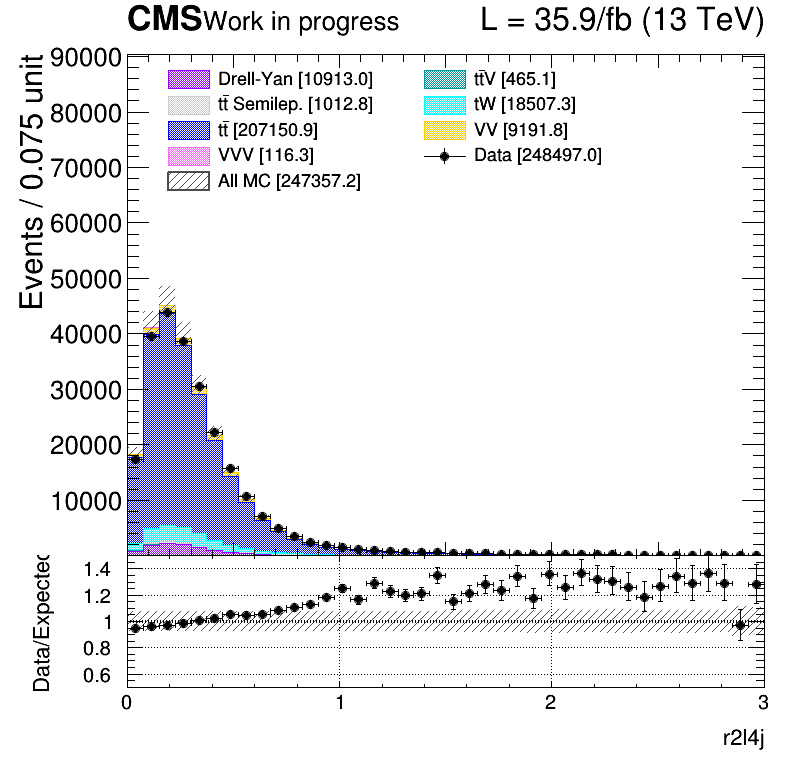 CMS Work in progress L = 35.9/fb (13 TeV)
Events / 0.075 unit
90000
80000
70000
60000
50000
40000
30000
20000
10000
Drell-Yan [10913.0]
tt̄ Semilep. [1012.8]
tt̄ [207150.9]
VVV [116.3]
All MC [247357.2]
tt̄V [465.1]
tW [18507.3]
VV [9191.8]
Data [248497.0]
Data/Expected
1.4
1.2
1
0.8
0.6
0 1 2 3
r2l4j